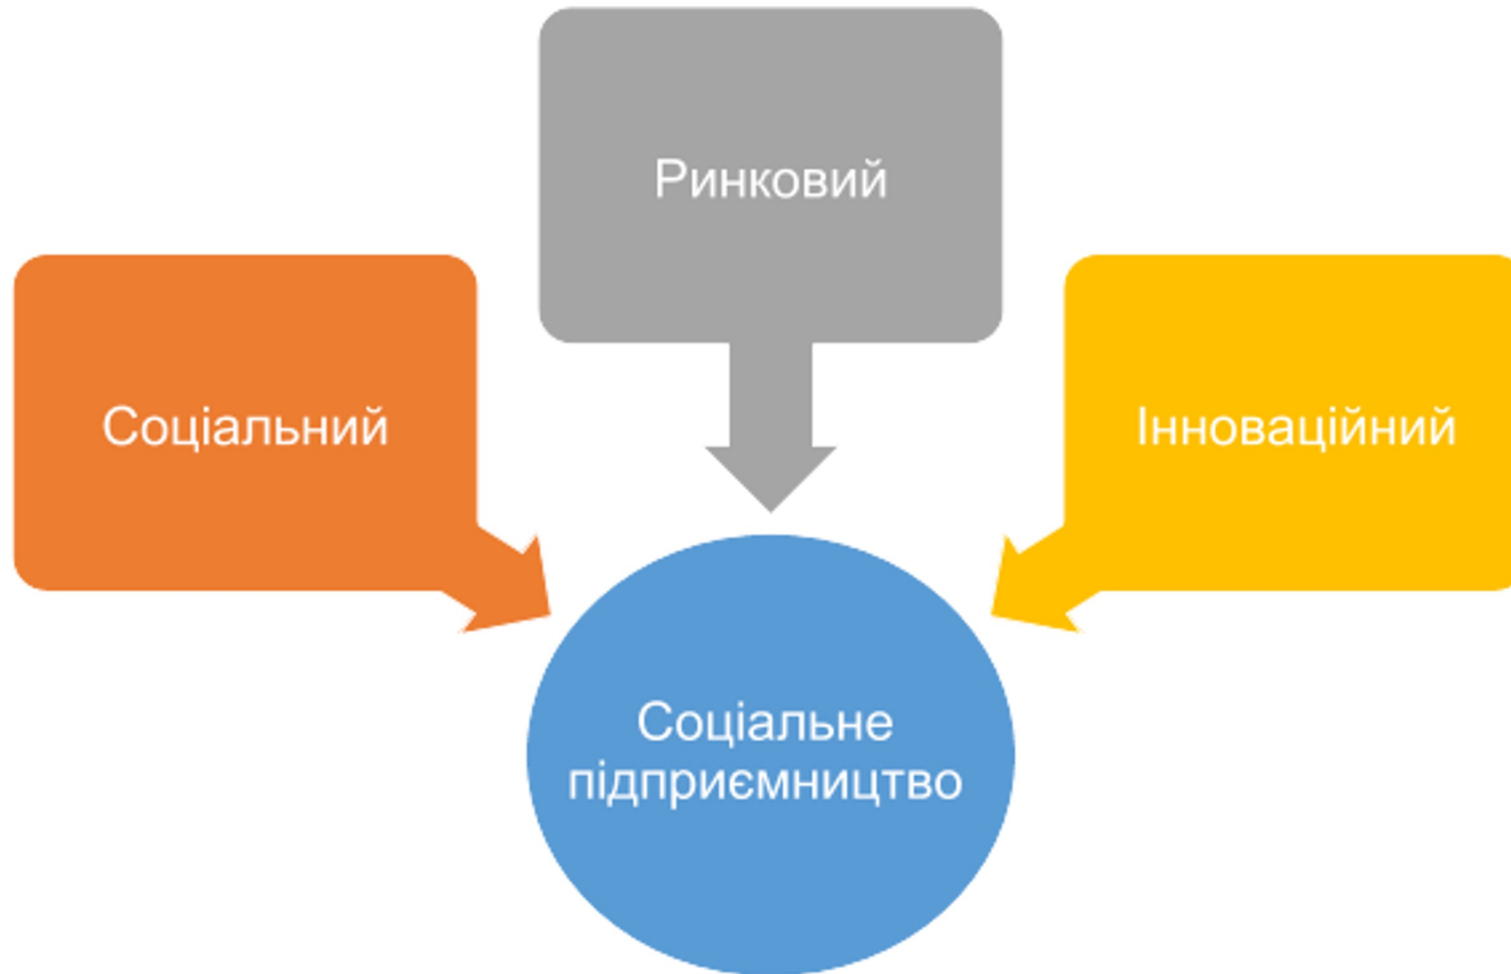 Ринковий
Соціальний
Інноваційний
Соціальне
підприємництво